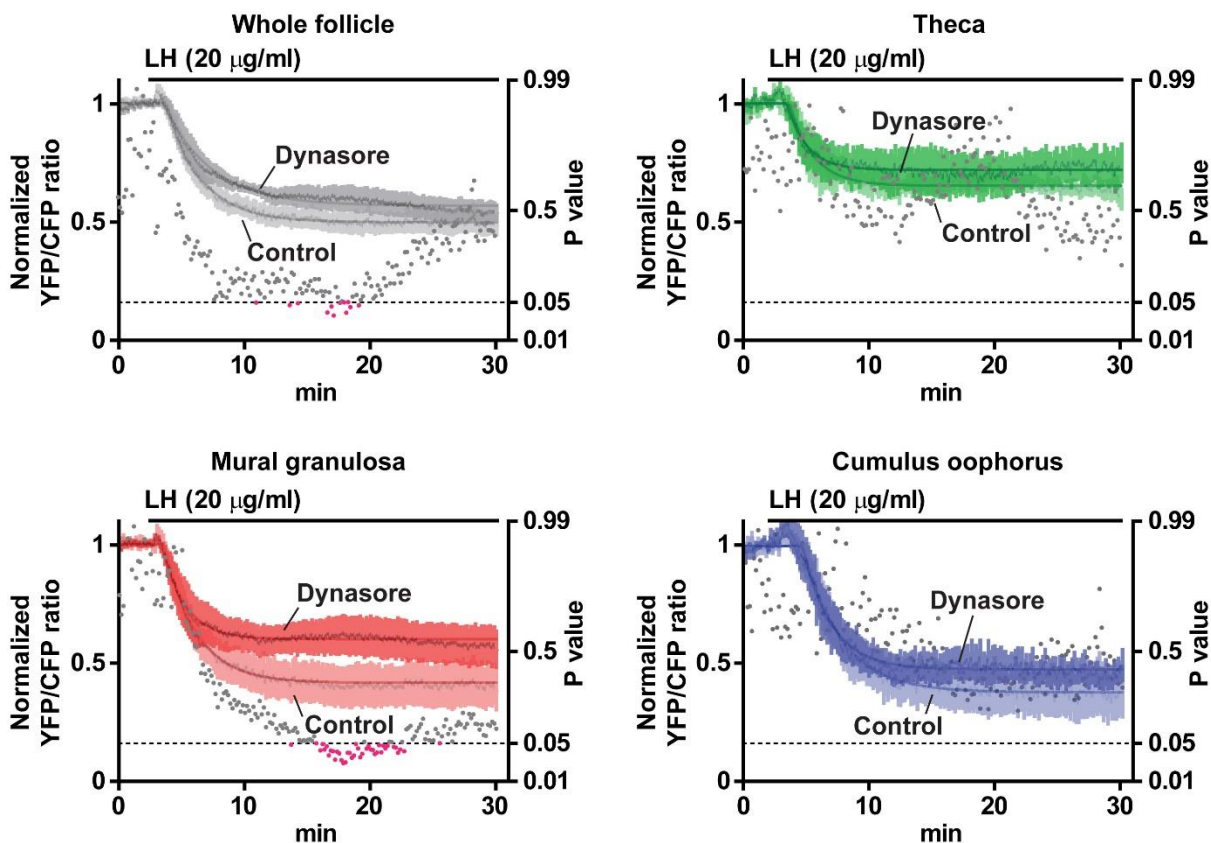 Whole follicle
LH (20 μg/ml)
Normalized
YFP/CFP ratio
1
0.5
0
Dynasore
Control
0.99
0.5
0.05
0.01
P value
0
10
20
30
min
Theca
LH (20 μg/ml)
Normalized
YFP/CFP ratio
1
0.5
0
Dynasore
Control
0.99
0.5
0.05
0.01
P value
0
10
20
30
min
Mural granulosa
LH (20 μg/ml)
Normalized
YFP/CFP ratio
1
0.5
0
Dynasore
Control
0.99
0.5
0.05
0.01
P value
0
10
20
30
min
Cumulus oophorus
LH (20 μg/ml)
Normalized
YFP/CFP ratio
1
0.5
0
Dynasore
Control
0.99
0.5
0.05
0.01
P value
0
10
20
30
min